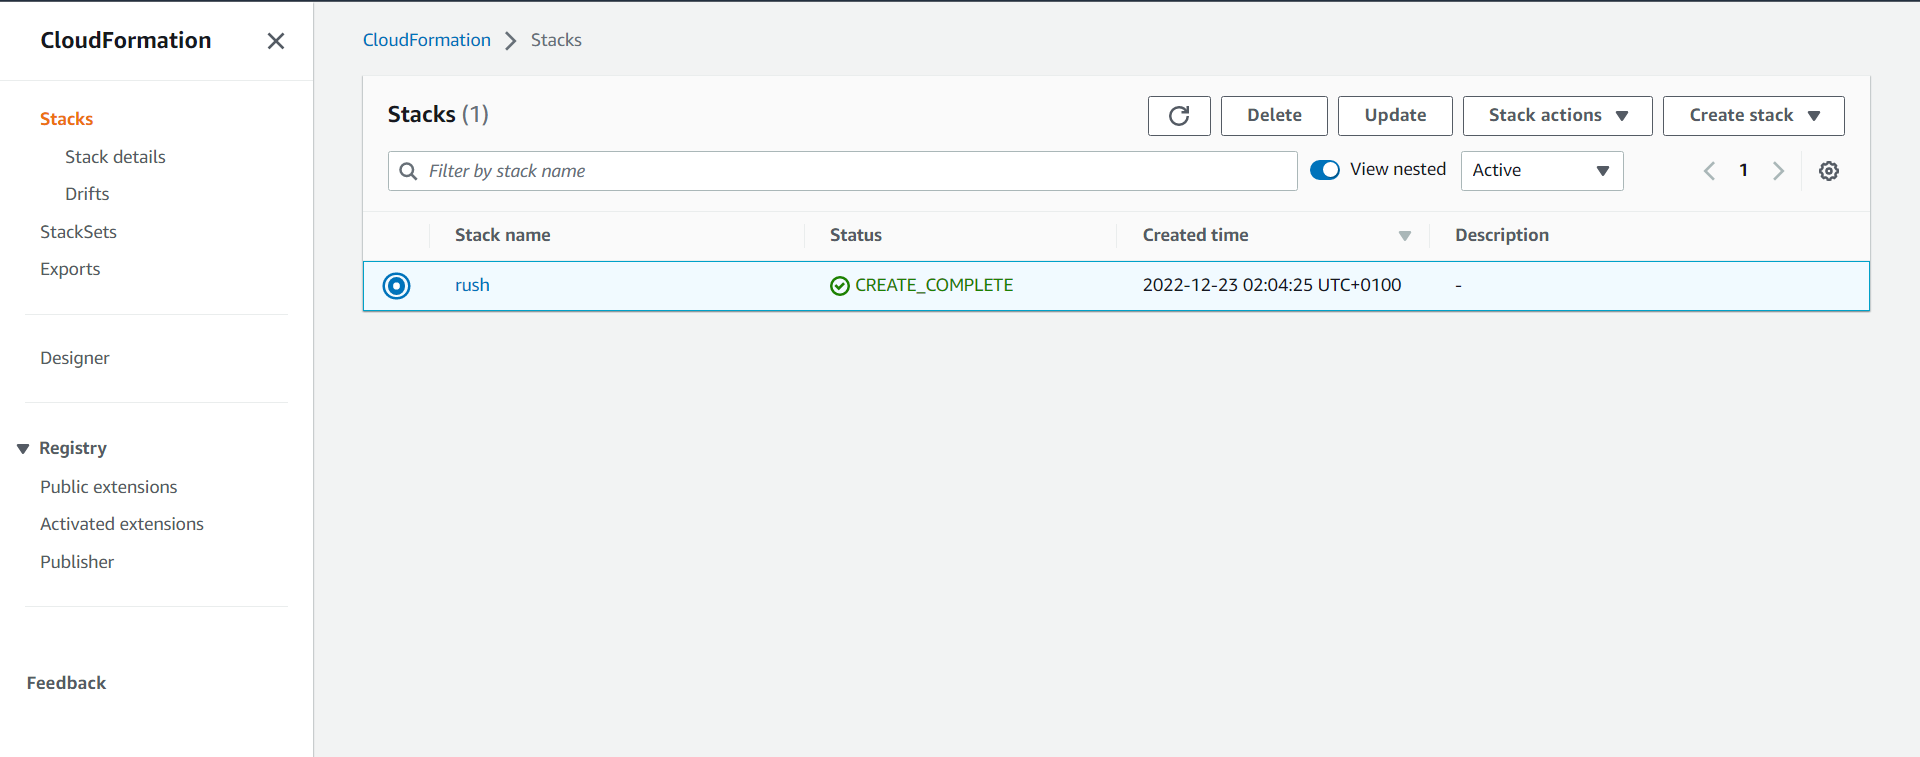 CloudFormation
Stacks
Stack details
Drifts
StackSets
Exports
Designer
Registry
Public extensions
Activated extensions
Publisher
Feedback
CloudFormation Stacks
Stacks (1)
Delete Update Stack actions Create stack
Filter by stack name View nested Active 1
Stack name Status Created time Description
rush CREATE_COMPLETE 2022-12-23 02:04:25 UTC+0100 -